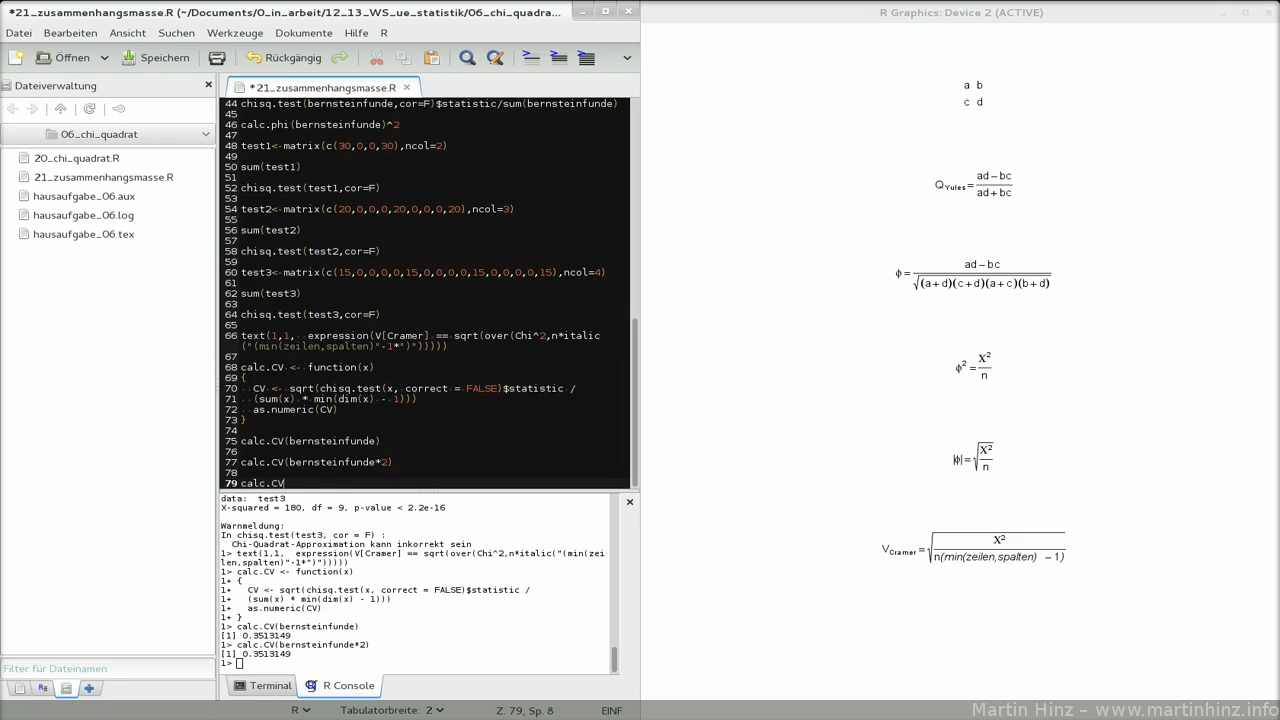 *21_zusammenhangsmasse.R (~/Documents/O_in_arbeit/12_13_WS_ue_statistik/06_chi_quadra...
Datei Bearbeiten Ansicht Suchen Werkzeuge Dokumente Hilfe R
Öffnen Speichern Rückgängig
Dateiverwaltung
06_chi_quadrat
20_chi_quadrat.R
21_zusammenhangsmasse.R
hausaufgabe_06.aux
hausaufgabe_06.log
hausaufgabe_06.tex
Filter für Dateinamen
*21_zusammenhangsmasse.R
44 chisq.test(bernsteinfunde,cor=F)$statistic/sum(bernsteinfunde)
45
46 calc.phi(bernsteinfunde)^2
47
48 test1<-matrix(c(30,0,0,30),ncol=2)
49
50 sum(test1)
51
52 chisq.test(test1,cor=F)
53
54 test2<-matrix(c(20,0,0,0,20,0,0,0,20),ncol=3)
55
56 sum(test2)
57
58 chisq.test(test2,cor=F)
59
60 test3<-matrix(c(15,0,0,0,0,15,0,0,0,0,15,0,0,0,0,15),ncol=4)
61
62 sum(test3)
63
64 chisq.test(test3,cor=F)
65
66 text(1,1, expression(V[Cramer] == sqrt(over(Chi^2,n*italic
("(min(zeilen,spalten)"-1*")")))))
67
68 calc.CV <- function(x)
69 {
70 CV <- sqrt(chisq.test(x, correct = FALSE)$statistic /
71 (sum(x) * min(dim(x) - 1)))
72 as.numeric(CV)
73 }
74
75 calc.CV(bernsteinfunde)
76
77 calc.CV(bernsteinfunde*2)
78
79 calc.CV
data: test3
X-squared = 180, df = 9, p-value < 2.2e-16
Warnmeldung:
In chisq.test(test3, cor = F) :
Chi-Quadrat-Approximation kann inkorrekt sein
1> text(1,1, expression(V[Cramer] == sqrt(over(Chi^2,n*italic("(min(zei
len,spalten)"-1*")")))))
1> calc.CV <- function(x)
1+ {
1+ CV <- sqrt(chisq.test(x, correct = FALSE)$statistic /
1+ (sum(x) * min(dim(x) - 1)))
1+ as.numeric(CV)
1+ }
1> calc.CV(bernsteinfunde)
[1] 0.3513149
1> calc.CV(bernsteinfunde*2)
[1] 0.3513149
1>
Terminal R Console
R Tabulatorbreite: 2 Z. 79, Sp. 8 EINF
R Graphics: Device 2 (ACTIVE)
a b
c d
Q Yules = ad − bc / ad + bc
ϕ = ad − bc / √(a + d)(c + d)(a + c)(b + d)
ϕ² = Χ² / n
|ϕ| = √Χ² / n
V Cramer = √Χ² / n(min(zeilen,spalten) − 1)
Martin Hinz - www.martinhinz.info